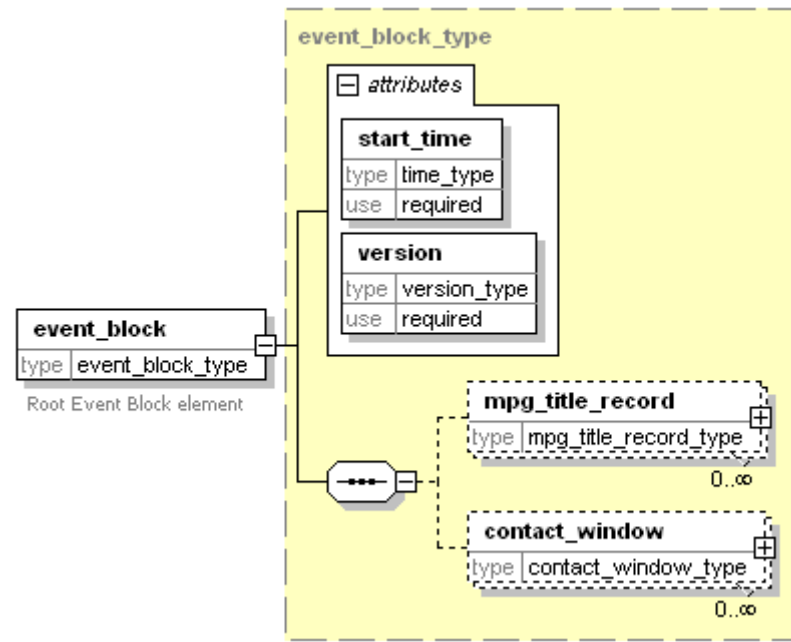 event_block_type
attributes
start_time
type time_type
use required
version
type version_type
use required
event_block
type event_block_type
Root Event Block element
mpg_title_record
type mpg_title_record_type
0..∞
contact_window
type contact_window_type
0..∞